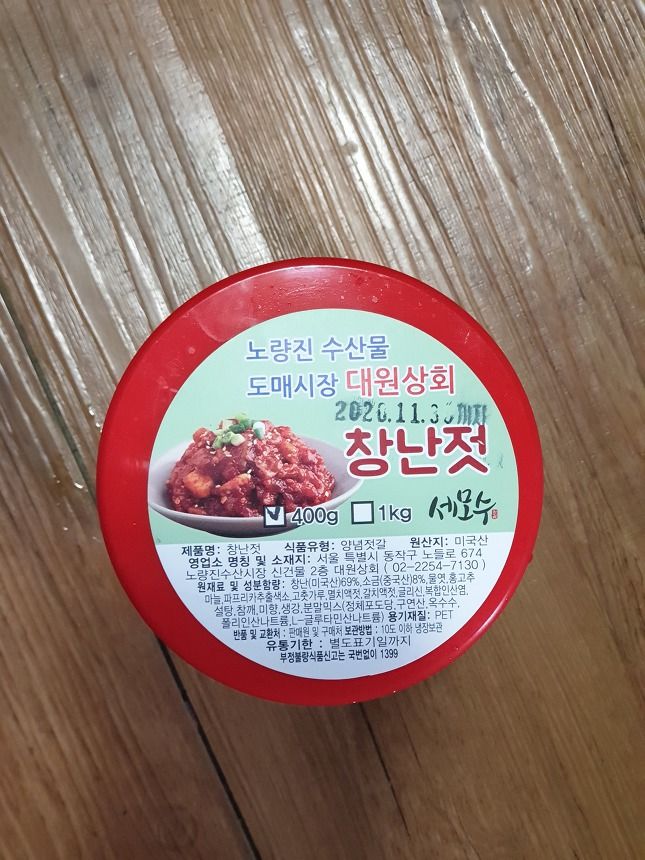 노량진 수산물
도매시장 대원상회
2020.11.30까지
창난젓
400g 1kg 세모수
제품명: 창난젓 식품유형: 양념젓갈 원산지: 미국산
영업소 명칭 및 소재지: 서울 특별시 동작구 노들로 674
노량진수산시장 신건물 2층 대원상회 ( 02-2254-7130 )
원재료 및 성분함량: 창난(미국산)69%,소금(중국산)8%,물엿,홍고추
마늘,파프리카추출색소,고춧가루,멸치액젓,갈치액젓,글리신,복합인산염,
설탕,참깨,미향,생강,분말믹스(정제포도당,구연산,옥수수,
폴리인산나트륨,L-글루타민산나트륨) 용기재질: PET
반품 및 교환처 : 판매원 및 구매처 보관방법 : 10도 이하 냉장보관
유통기한 : 별도표기일까지
부정불량식품신고는 국번없이 1399